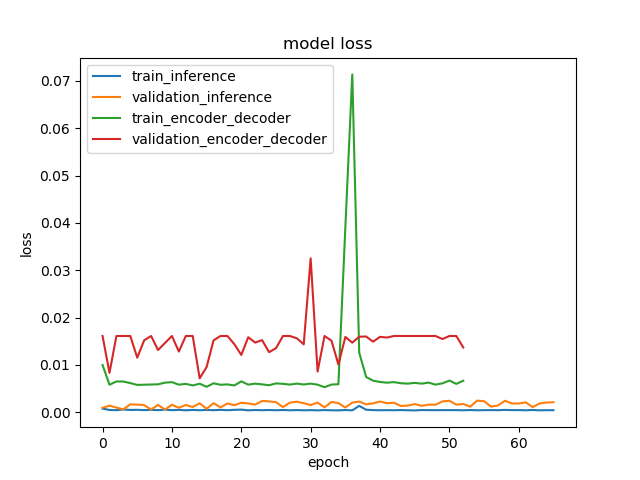 model loss
train_inference
validation_inference
train_encoder_decoder
validation_encoder_decoder
0.07
0.06
0.05
0.04
0.03
0.02
0.01
0.00
loss
0 10 20 30 40 50 60
epoch